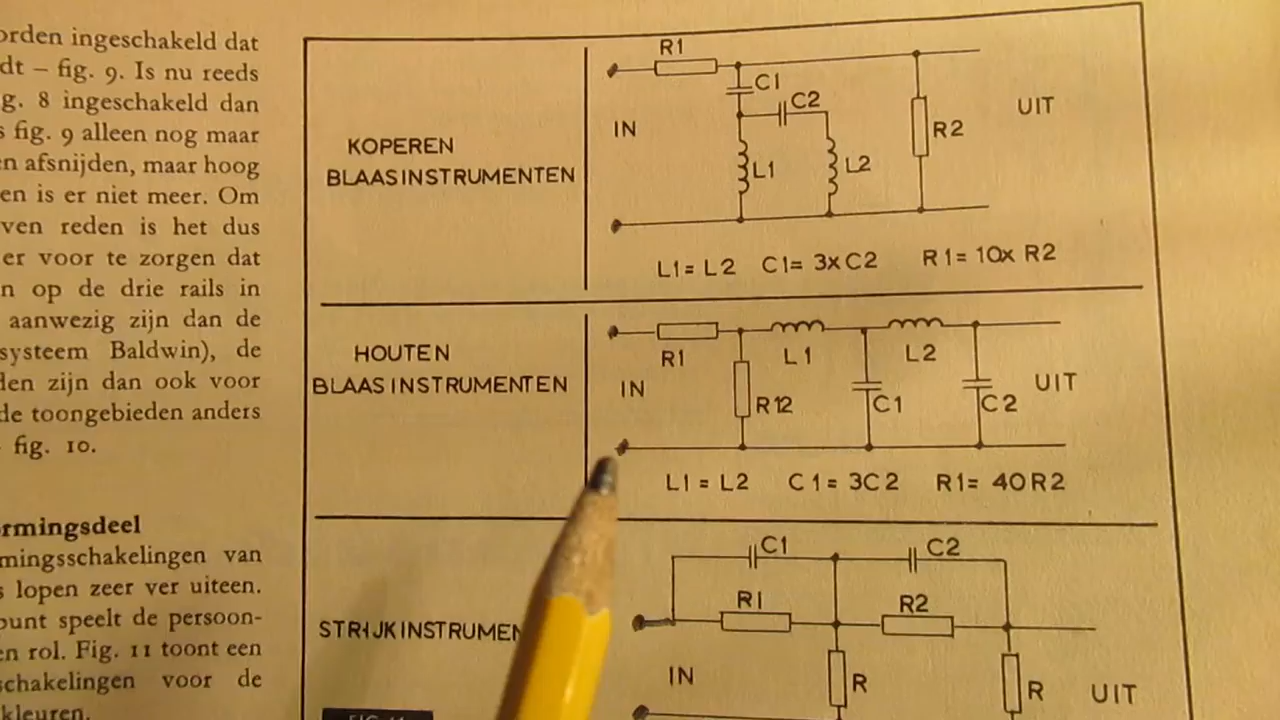 orden ingeschakeld dat
dt – fig. 9. Is nu reeds
g. 8 ingeschakeld dan
s fig. 9 alleen nog maar
en afsnijden, maar hoog
en is er niet meer. Om
ven reden is het dus
er voor te zorgen dat
n op de drie rails in
aanwezig zijn dan de
systeem Baldwin), de
den zijn dan ook voor
de toongebieden anders
fig. 10.
rmingsdeel
mingsschakelingen van
s lopen zeer ver uiteen.
punt speelt de persoon-
en rol. Fig. 11 toont een
schakelingen voor de
kleuren.
KOPEREN
BLAASINSTRUMENTEN
R1
C1
C2
IN
L1
L2
R2
UIT
L1 = L2 C1 = 3xC2 R1 = 10x R2
HOUTEN
BLAASINSTRUMENTEN
R1
L1
L2
IN
R12
C1
C2
UIT
L1 = L2 C1 = 3C2 R1 = 40R2
STRIJKINSTRUMEN
C1
C2
R1
R2
IN
R
R
UIT